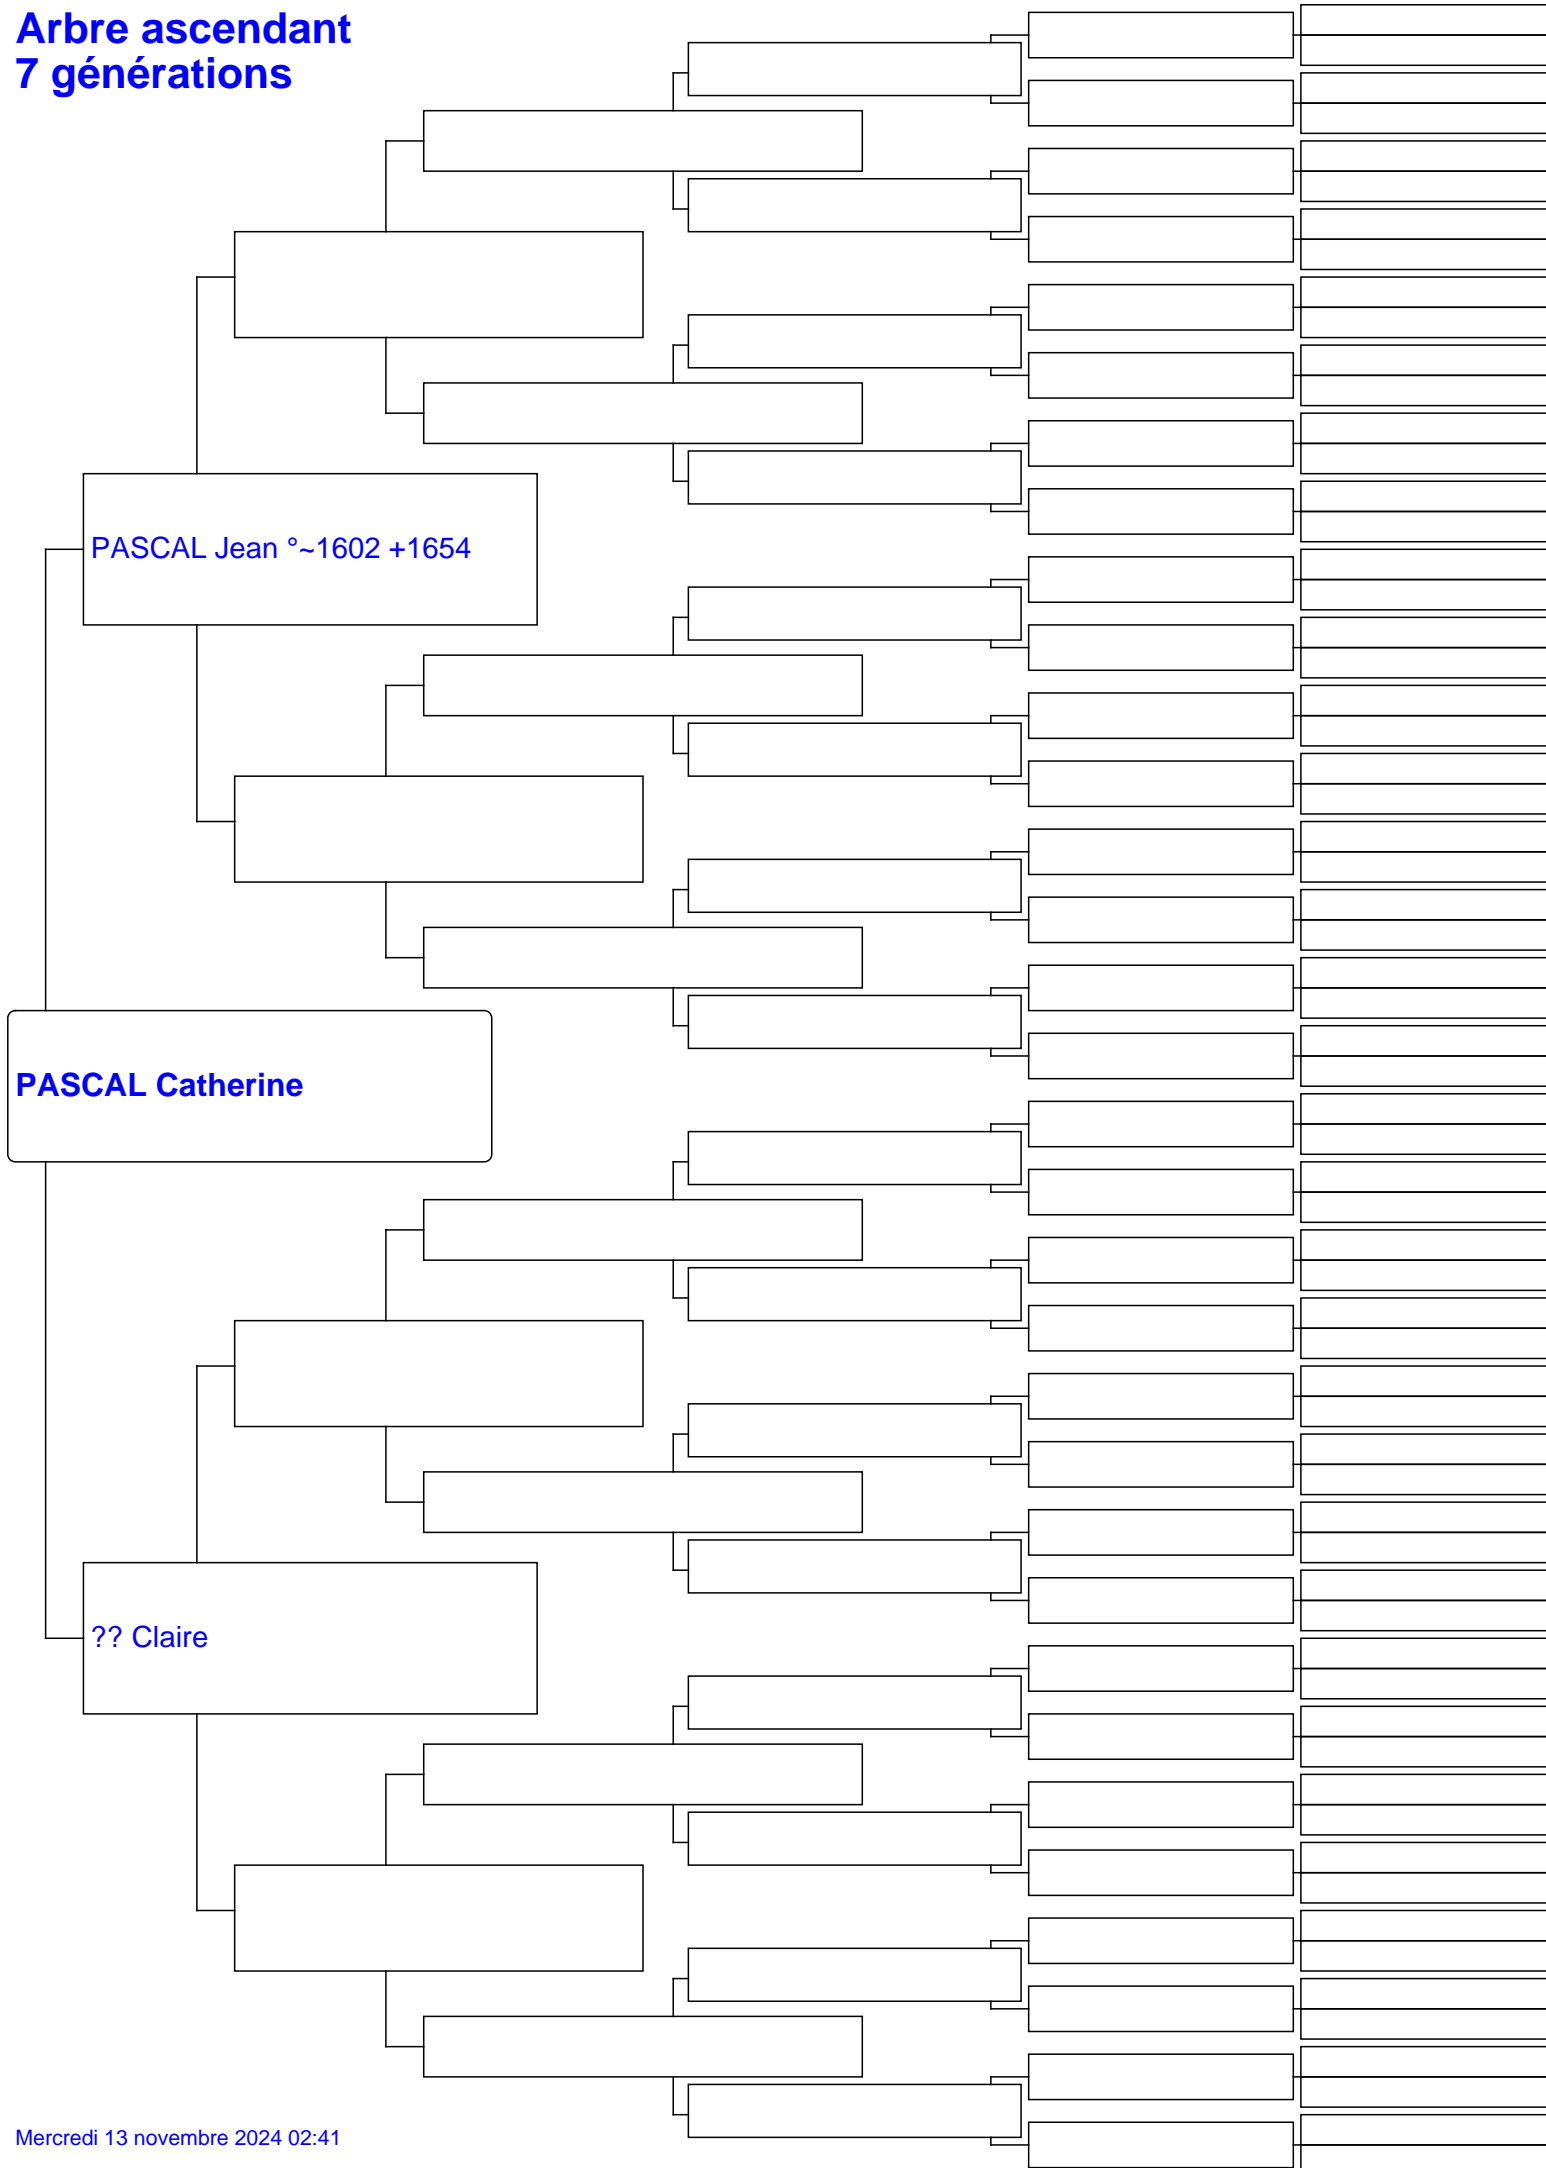 Arbre ascendant
7 générations
PASCAL Jean °~1602 +1654
PASCAL Catherine
?? Claire
Mercredi 13 novembre 2024 02:41